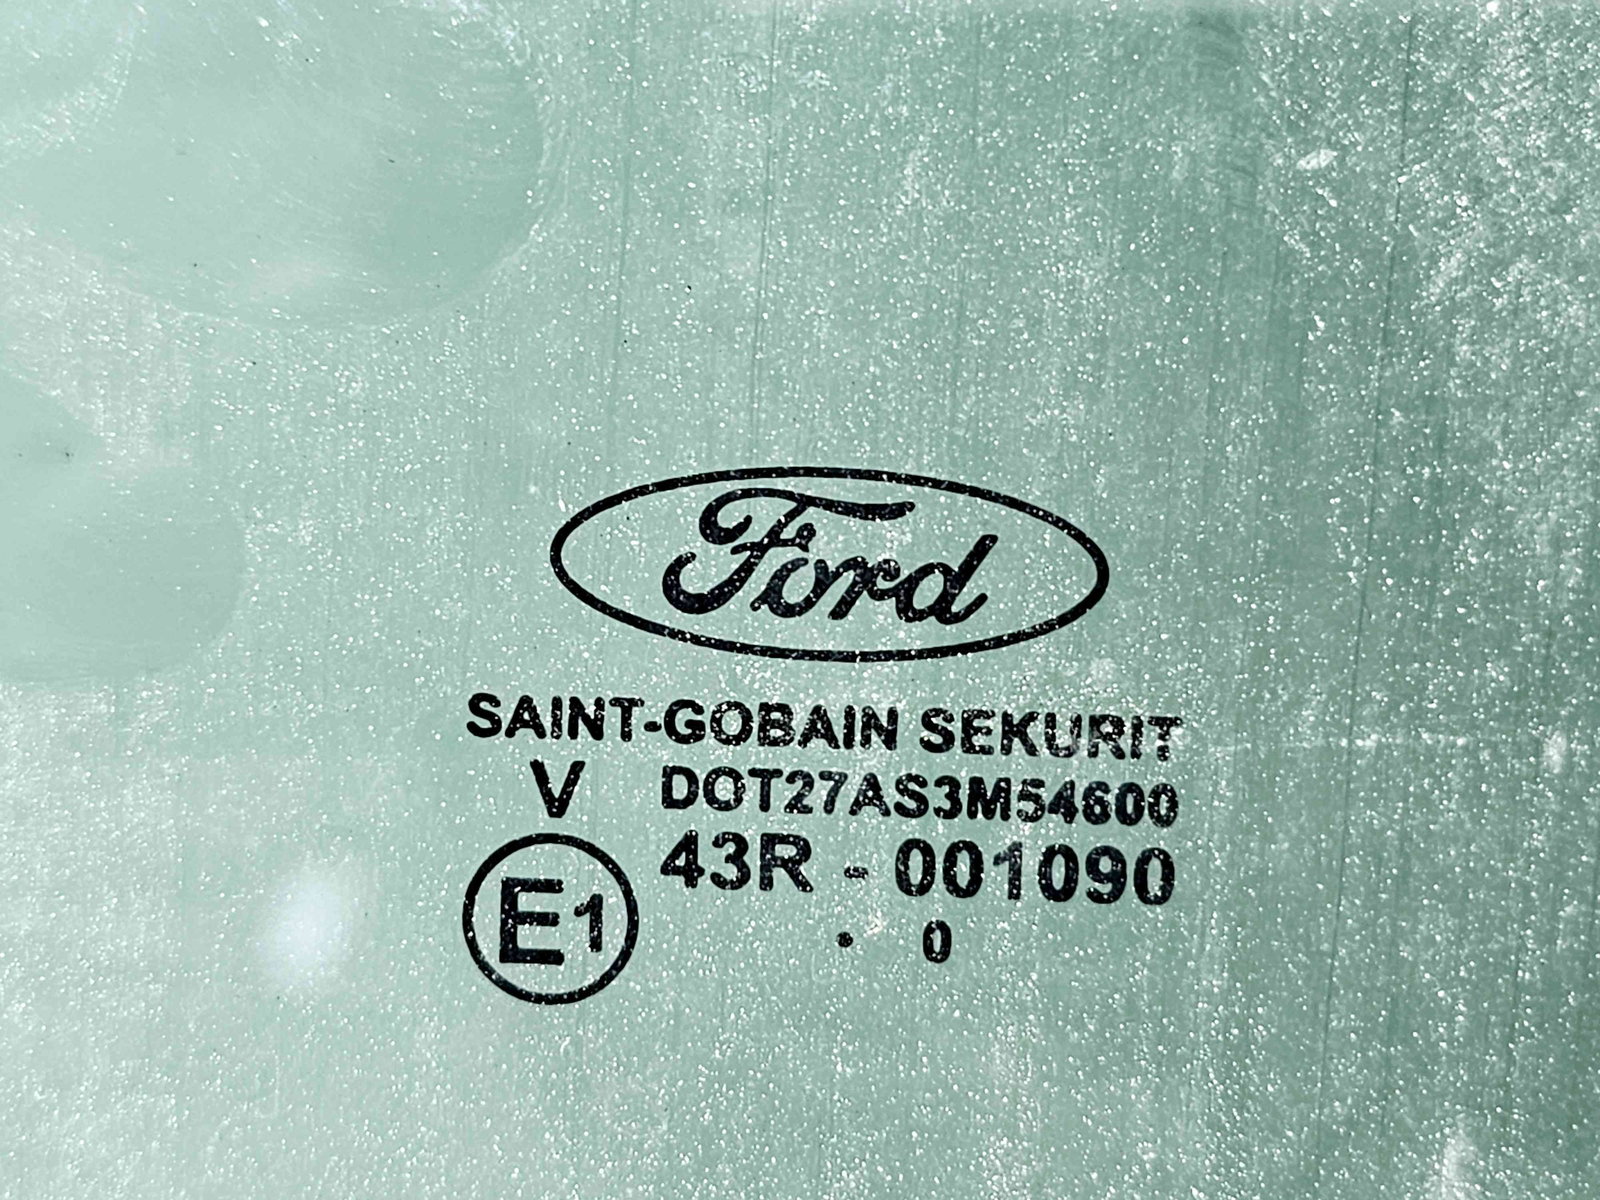 Ford
SAINT-GOBAIN SEKURIT
V DOT27AS3M54600
E1 43R - 001090
. 0